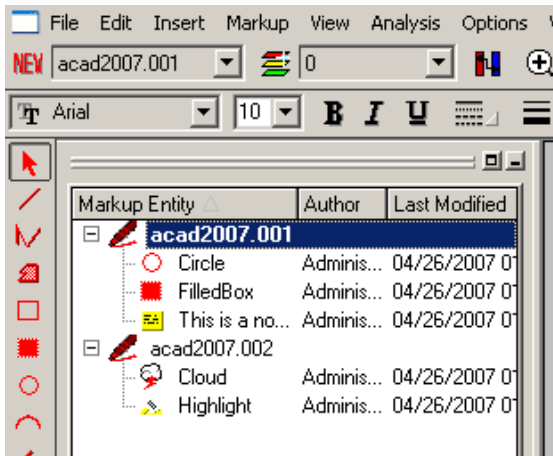 File Edit Insert Markup View Analysis Options
NEW acad2007.001 0
Arial 10 B I U
Markup Entity Author Last Modified
acad2007.001
Circle Adminis... 04/26/2007 0
FilledBox Adminis... 04/26/2007 0
This is a no... Adminis... 04/26/2007 0
acad2007.002
Cloud Adminis... 04/26/2007 0
Highlight Adminis... 04/26/2007 0